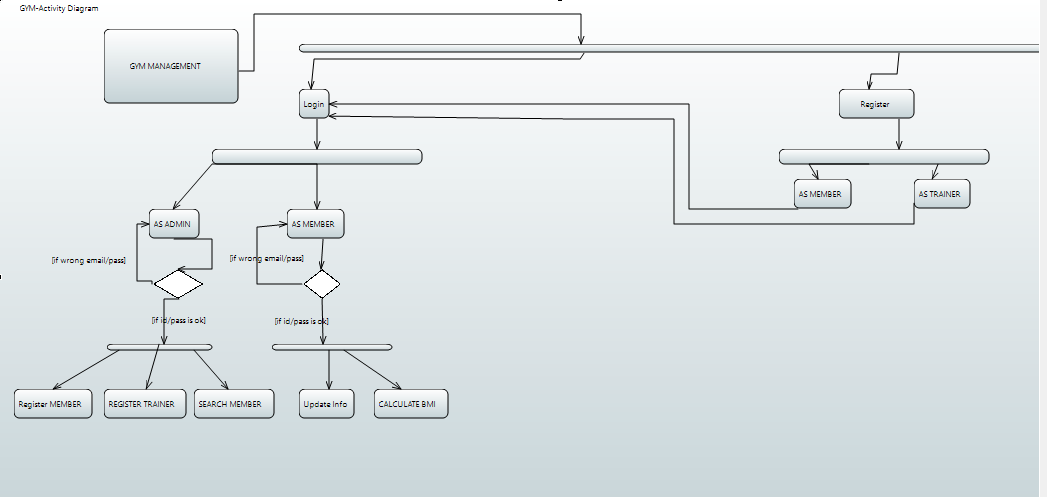 GYM-Activity Diagram
GYM MANAGEMENT
Login
Register
AS MEMBER
AS TRAINER
AS ADMIN
AS MEMBER
[if wrong email/pass]
[if wrong email/pass]
[if id/pass is ok]
[if id/pass is ok]
Register MEMBER
REGISTER TRAINER
SEARCH MEMBER
Update Info
CALCULATE BMI